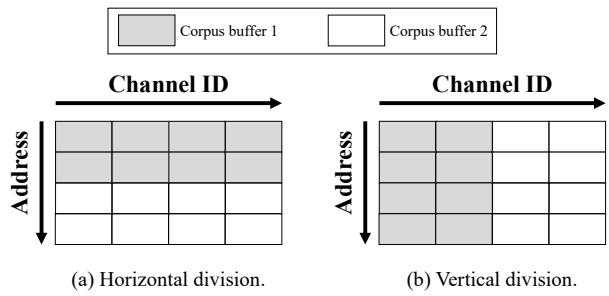 Corpus buffer 1
Corpus buffer 2
Channel ID
Channel ID
Address
Address
(a) Horizontal division.
(b) Vertical division.